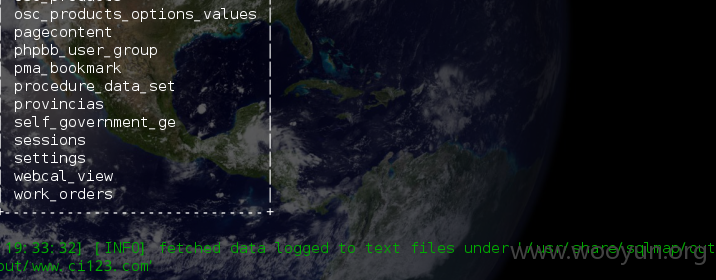 | osc_products_options_values |
| pagecontent |
| phpbb_user_group |
| pma_bookmark |
| procedure_data_set |
| provincias |
| self_government_ge |
| sessions |
| settings |
| webcal_view |
| work_orders |
+-----------------------------+
[19:33:32] [INFO] fetched data logged to text files under '/usr/share/sqlmap/out
put/www.ci123.com'
www.wooyun.org